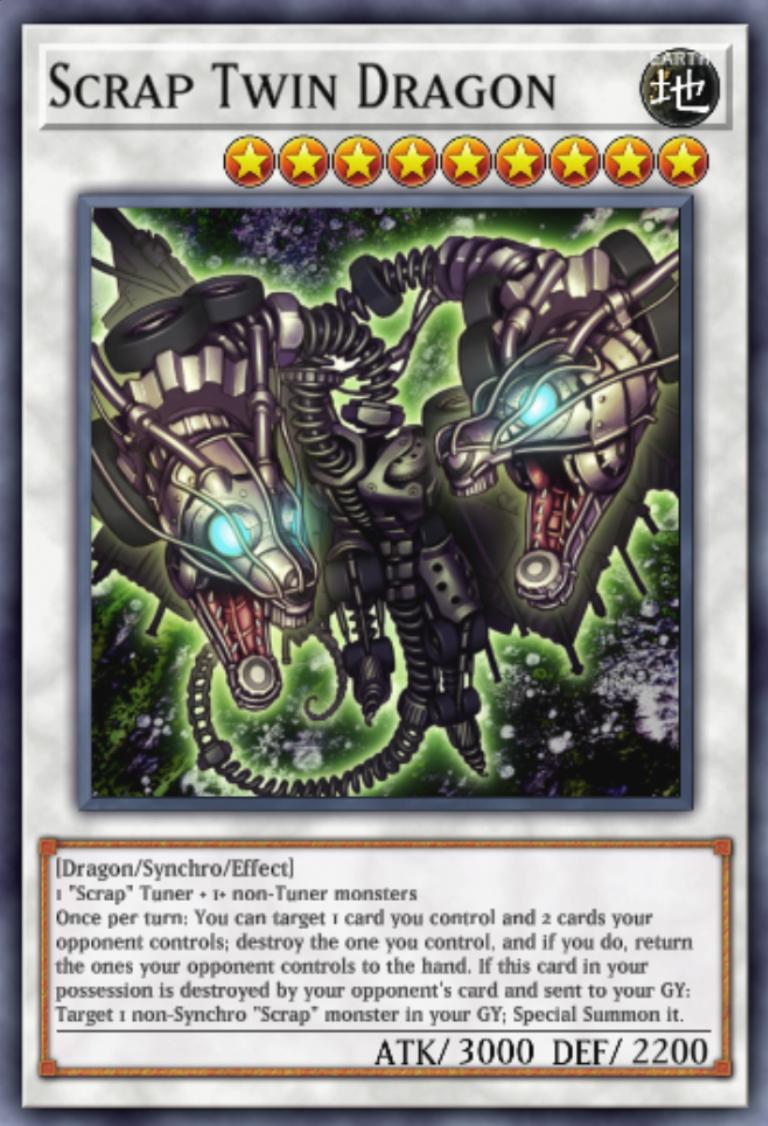 Scrap Twin Dragon
EARTH
地
[Dragon/Synchro/Effect]
1 "Scrap" Tuner + 1+ non-Tuner monsters
Once per turn: You can target 1 card you control and 2 cards your
opponent controls; destroy the one you control, and if you do, return
the ones your opponent controls to the hand. If this card in your
possession is destroyed by your opponent's card and sent to your GY:
Target 1 non-Synchro "Scrap" monster in your GY; Special Summon it.
ATK/ 3000 DEF/ 2200